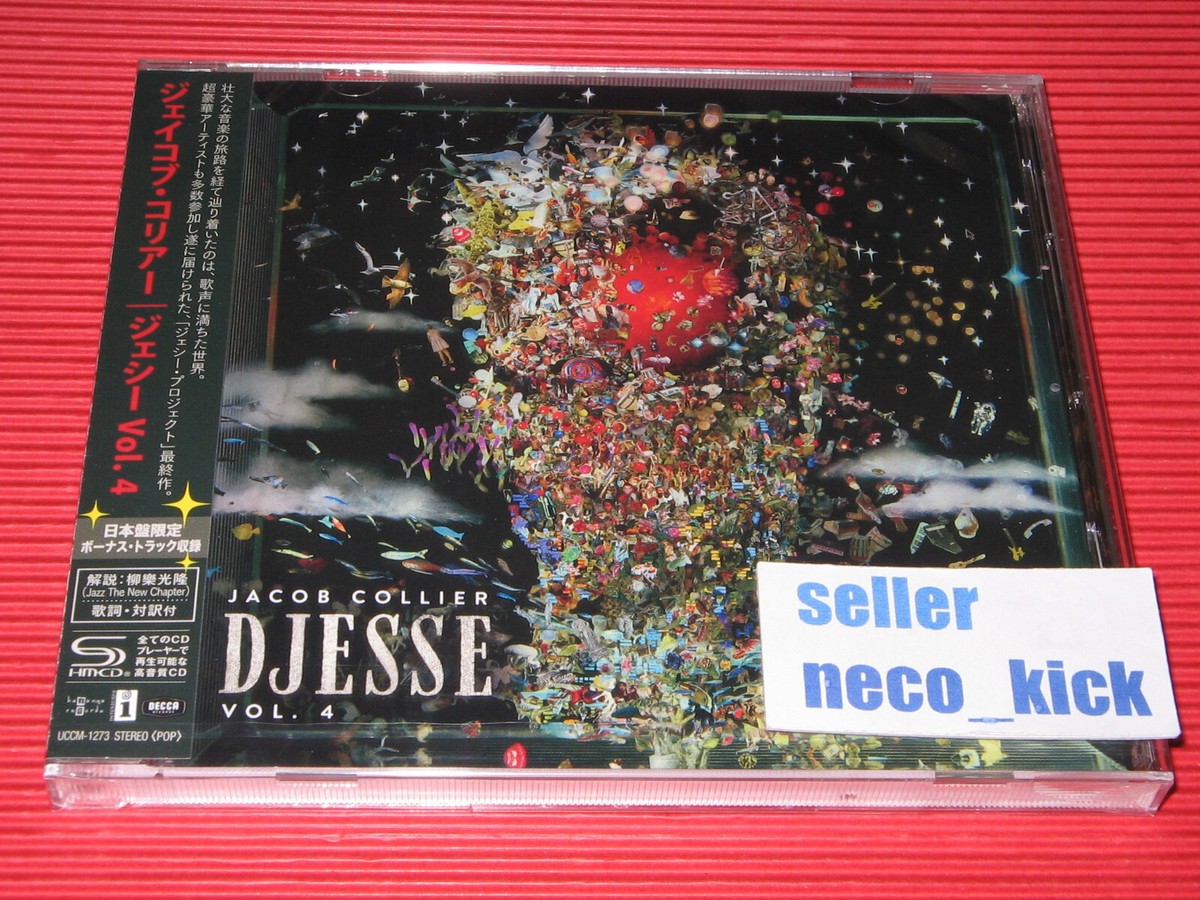 ジェイコブ・コリアー｜ジェシー Vol. 4
壮大な音楽の旅路を経て辿り着いたのは、歌声に満ちた世界。
超豪華アーティストも多数参加し遂に届けられた、「ジェシー・プロジェクト」最終作。
日本盤限定
ボーナス・トラック収録
解説：柳樂光隆
(Jazz The New Chapter)
歌詞・対訳付
SHM-CD
全てのCD
プレーヤーで
再生可能な
高音質CD
i
DECCA
RECORDS
UCCM-1273 STEREO〈POP〉
JACOB COLLIER
DJESSE
VOL. 4
seller
neco_kick